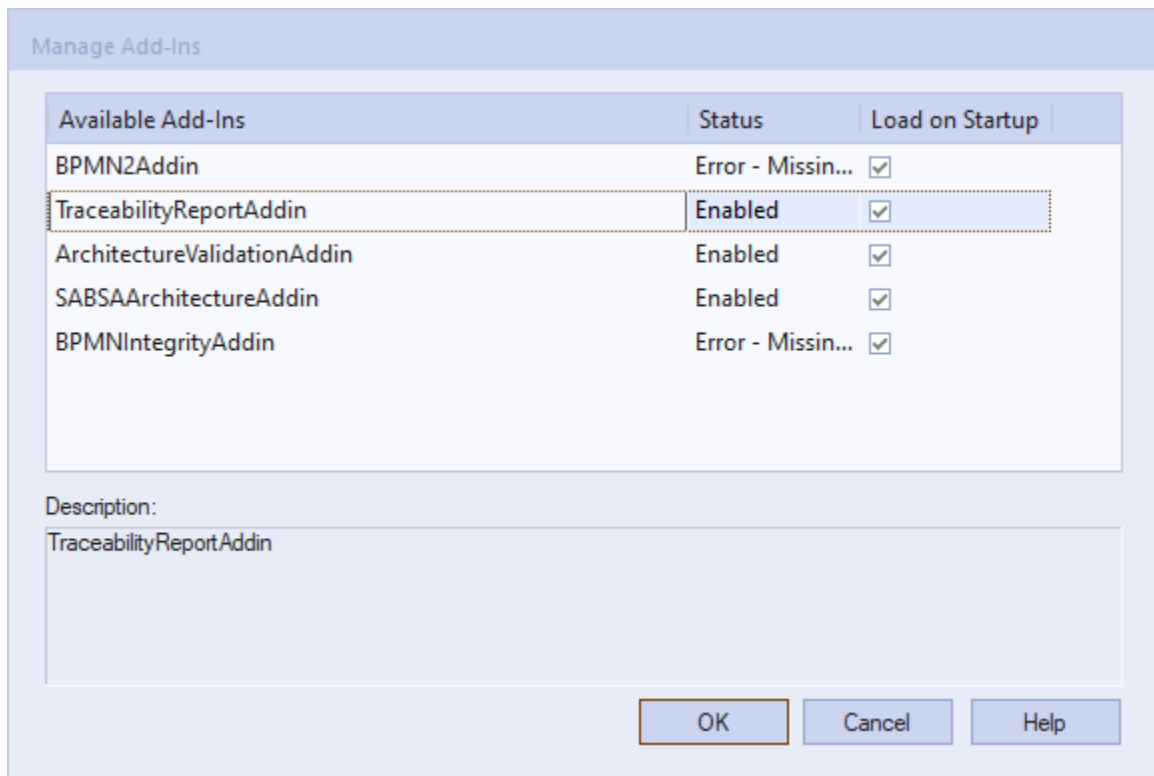 Manage Add-Ins
Available Add-Ins Status Load on Startup
BPMN2Addin Error - Missin...
TraceabilityReportAddin Enabled
ArchitectureValidationAddin Enabled
SABSAArchitectureAddin Enabled
BPMNIntegrityAddin Error - Missin...
Description:
TraceabilityReportAddin
OK Cancel Help